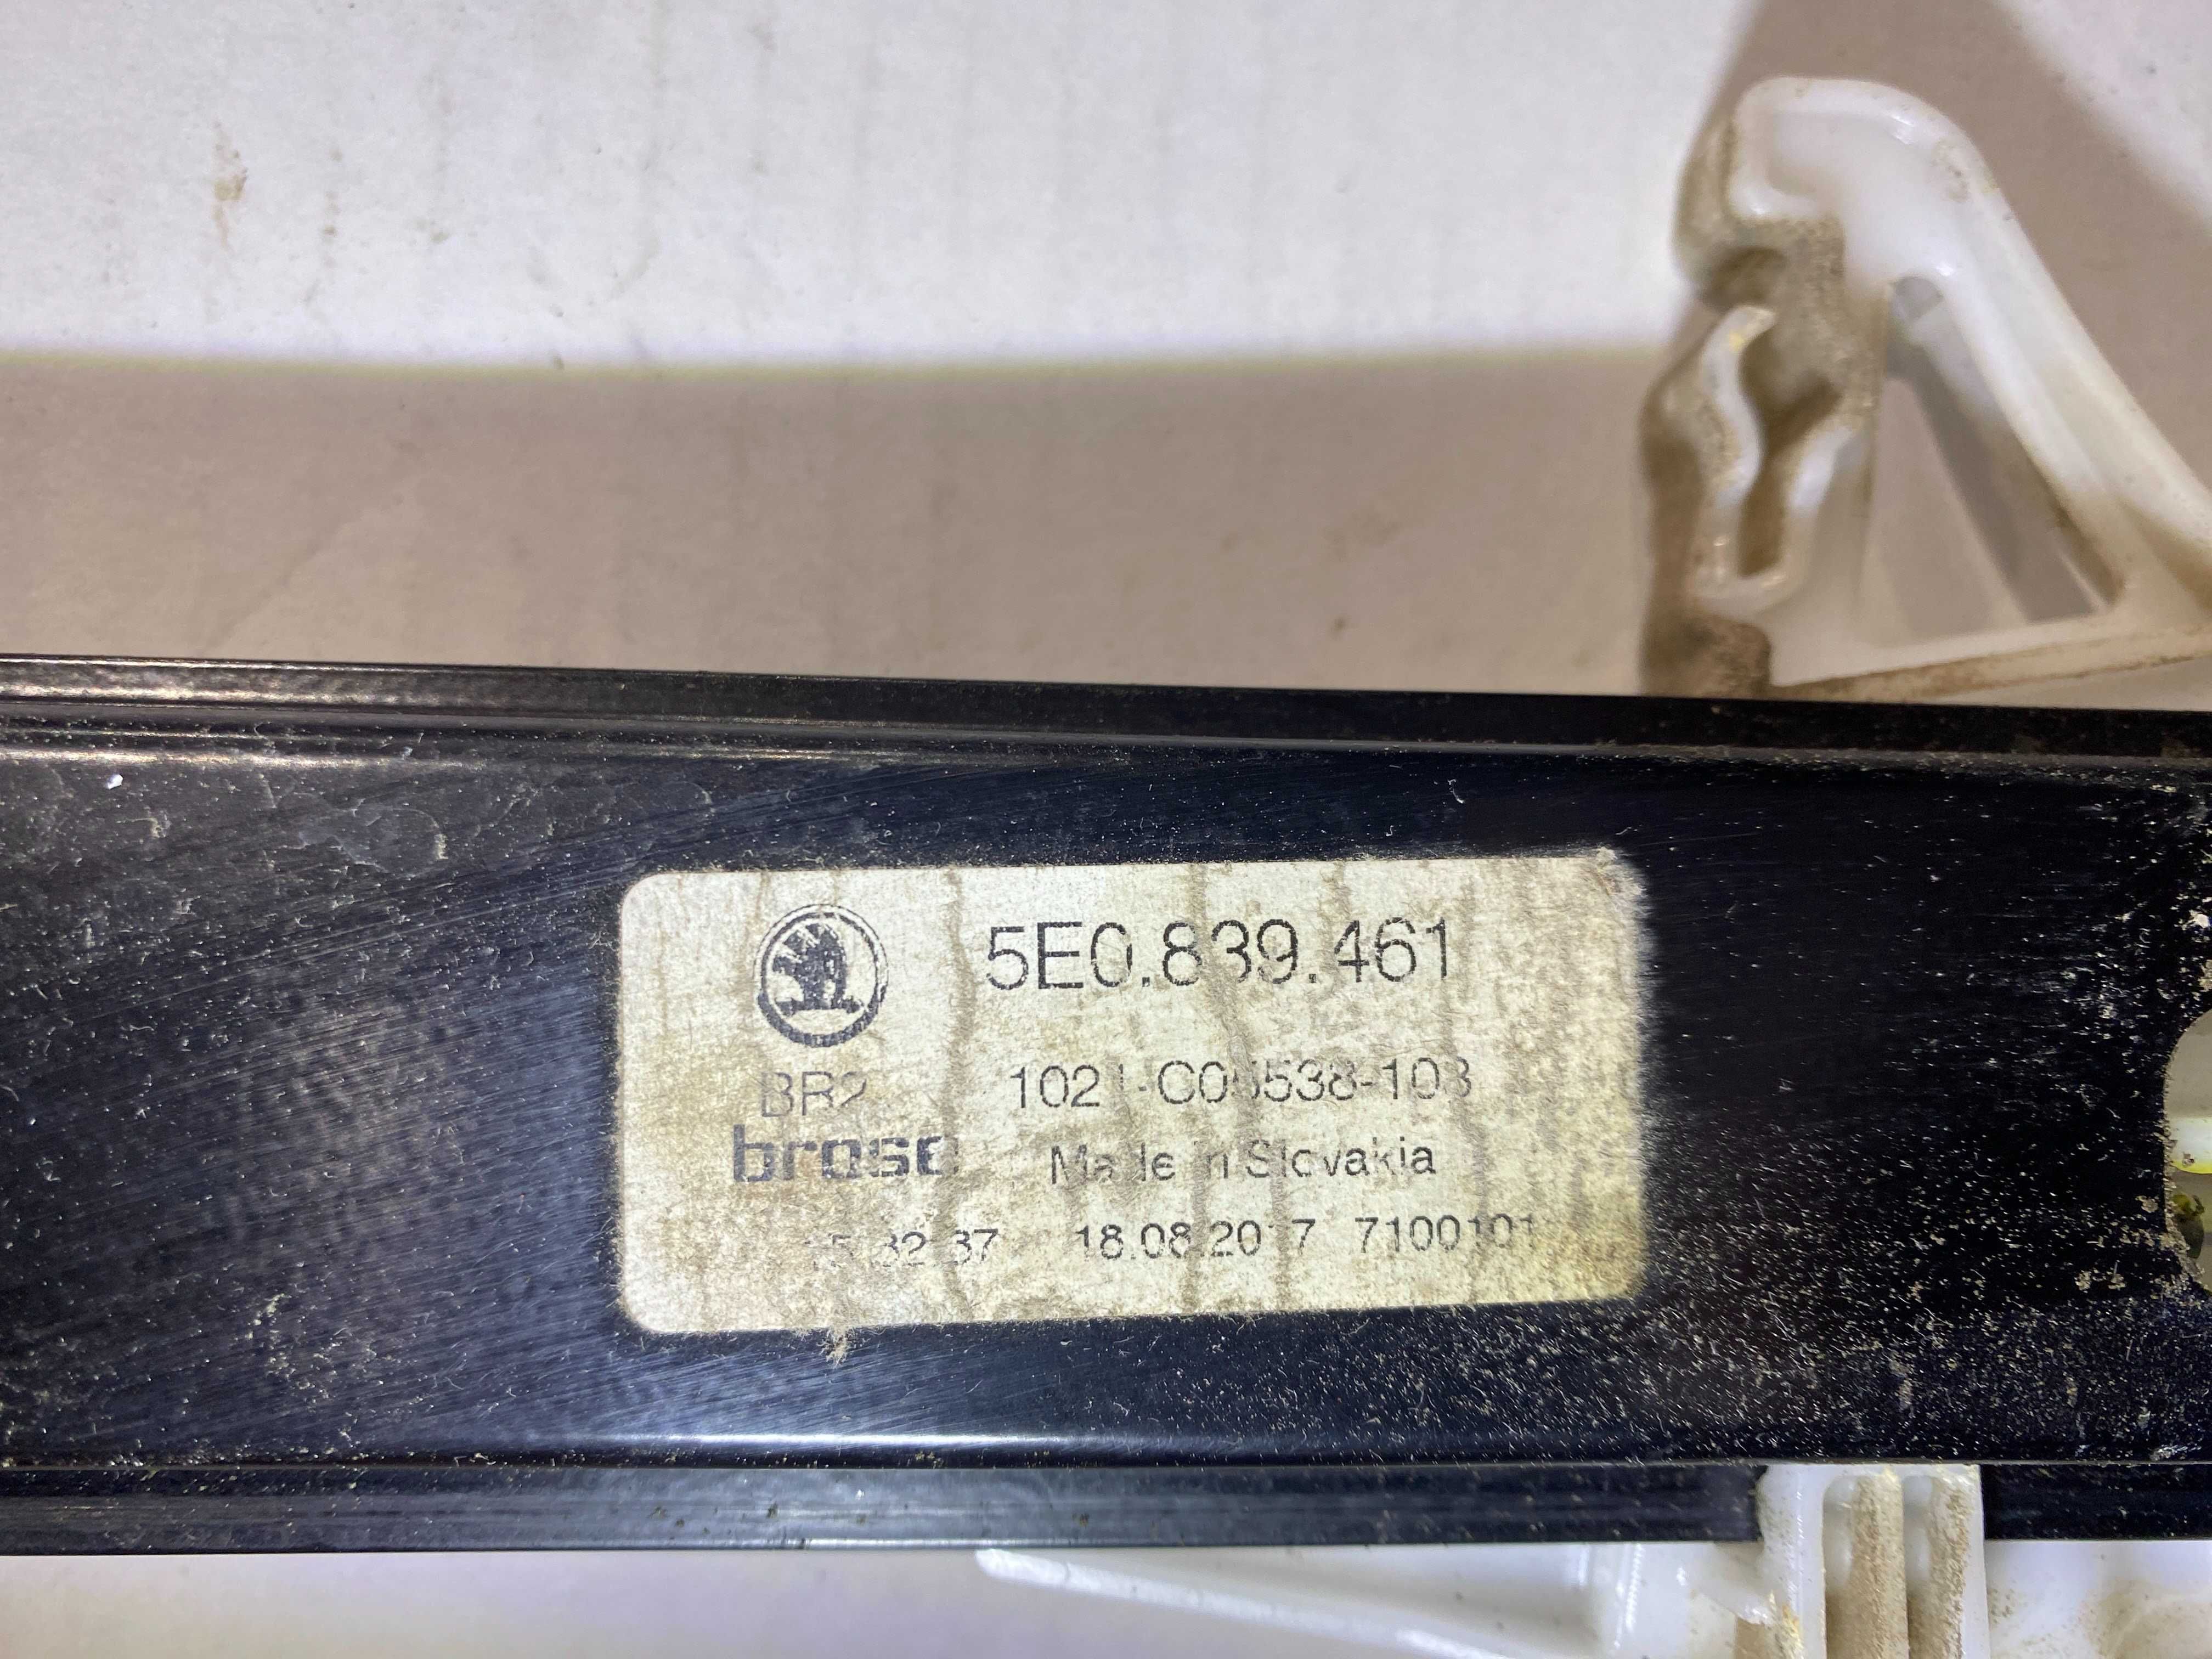 5E0.839.461
BR2
brose
Made in Slovakia
18.08.2017 7100101